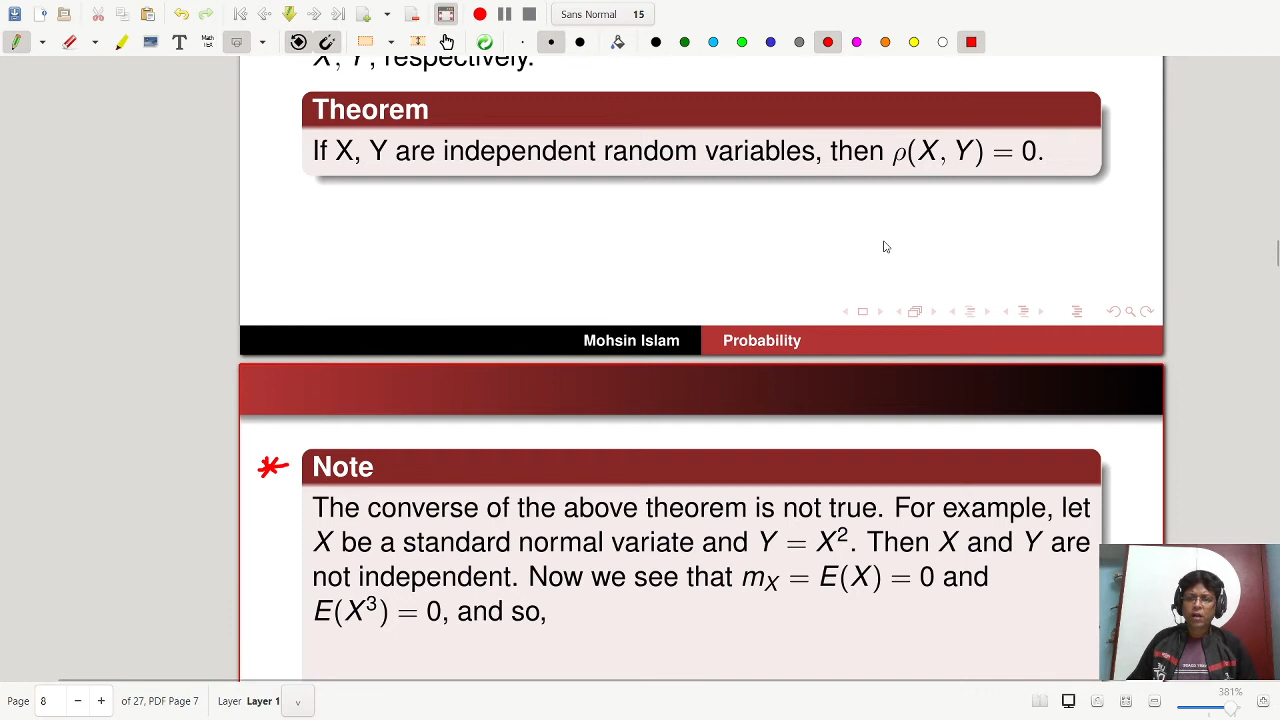 Sans Normal 15
X, Y, respectively.
Theorem
If X, Y are independent random variables, then ρ(X, Y) = 0.
Mohsin Islam Probability
Note
The converse of the above theorem is not true. For example, let
X be a standard normal variate and Y = X². Then X and Y are
not independent. Now we see that m_X = E(X) = 0 and
E(X³) = 0, and so,
381%
Page 8 of 27, PDF Page 7 Layer Layer 1